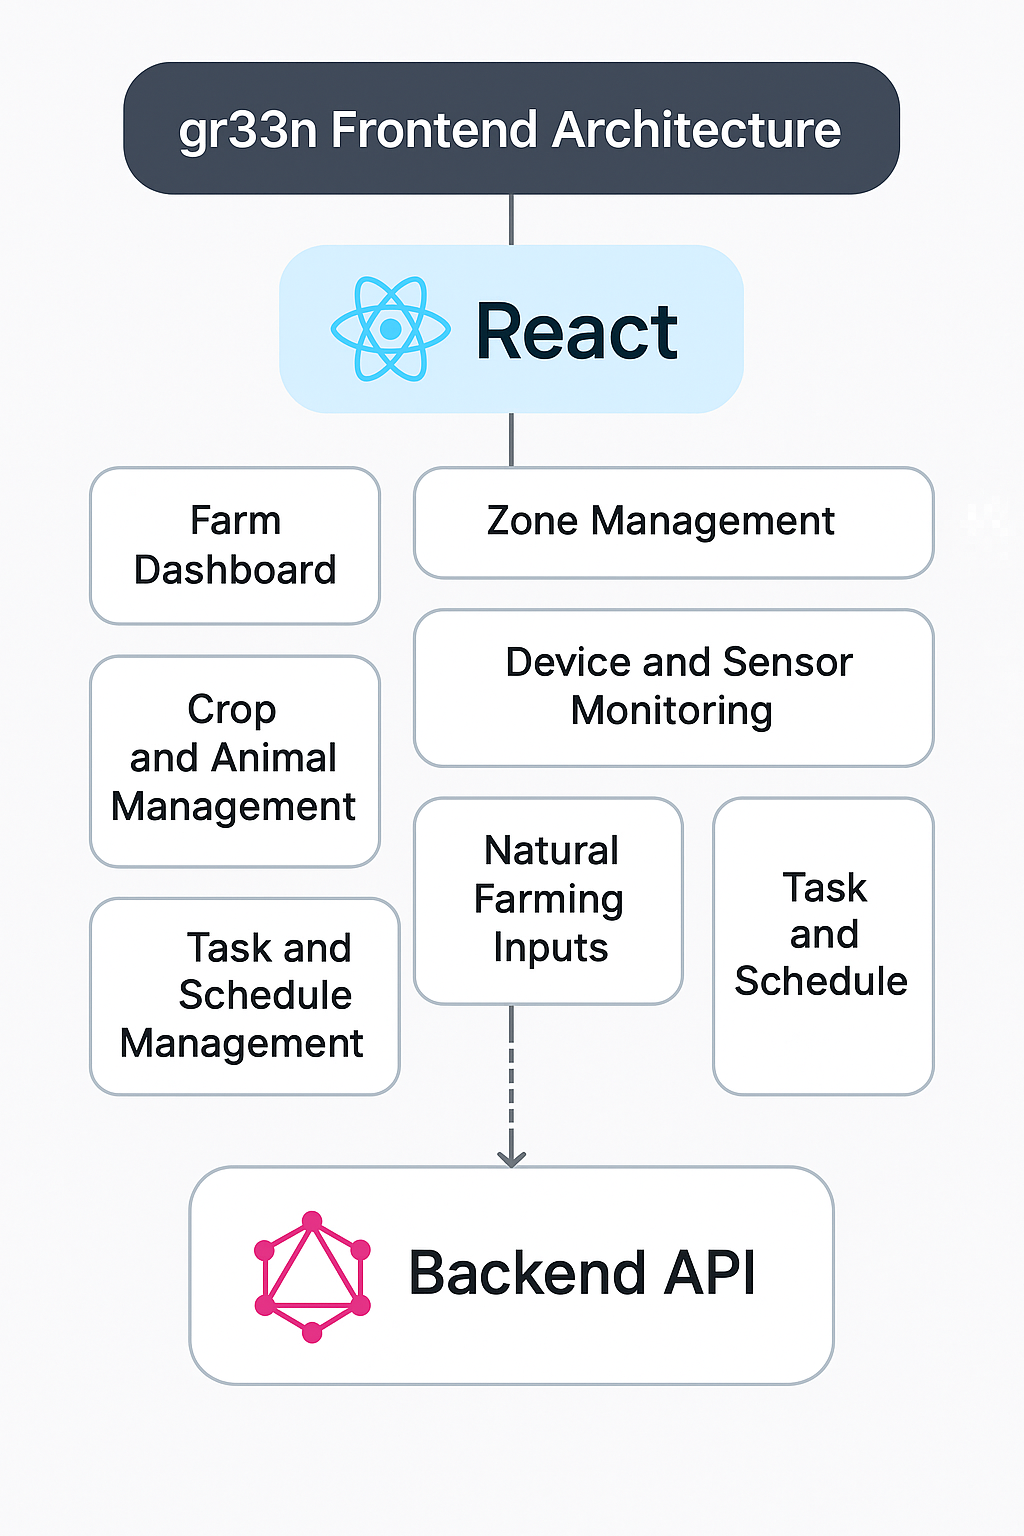 gr33n Frontend Architecture
React
Farm
Dashboard
Zone Management
Device and Sensor
Monitoring
Crop
and Animal
Management
Natural
Farming
Inputs
Task
and
Schedule
Task and
Schedule
Management
Backend API